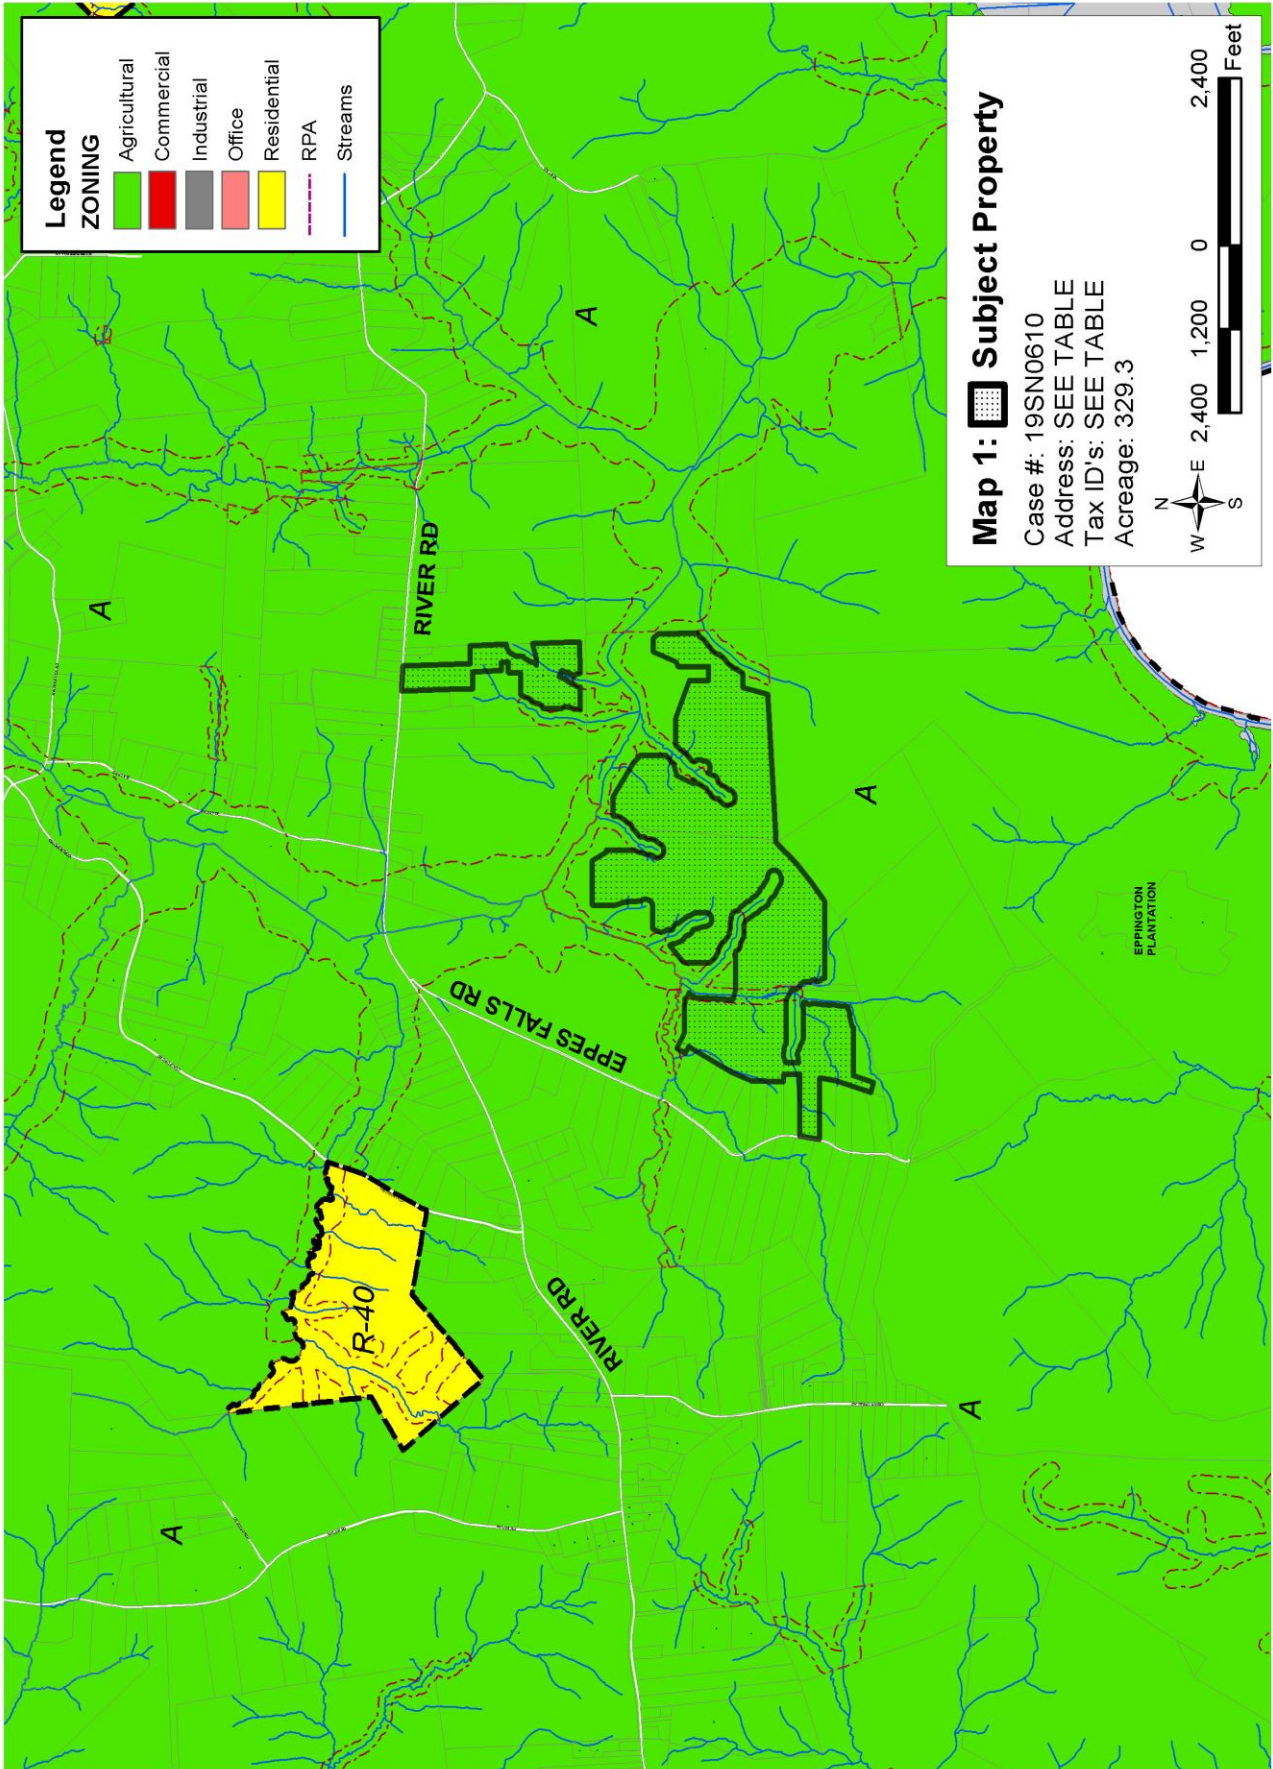 Legend
ZONING
Agricultural
Commercial
Industrial
Office
Residential
RPA
Streams
A
A
A
RIVER RD
R-40
EPPES FALLS RD
RIVER RD
A
A
EPPINGTON
PLANTATION
Map 1: Subject Property
Case #: 19SN0610
Address: SEE TABLE
Tax ID's: SEE TABLE
Acreage: 329.3
N
W E
S
2,400 1,200 0 2,400
Feet